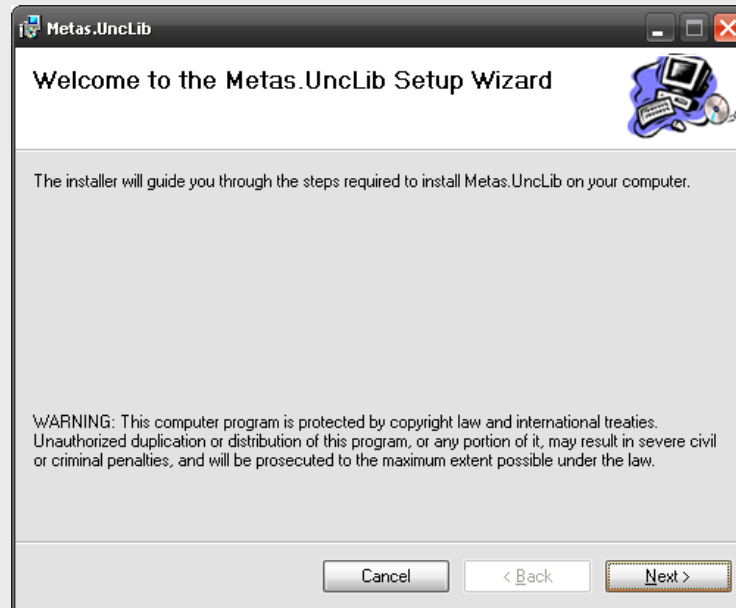 Metas.UncLib
Welcome to the Metas.UncLib Setup Wizard
The installer will guide you through the steps required to install Metas.UncLib on your computer.
WARNING: This computer program is protected by copyright law and international treaties.
Unauthorized duplication or distribution of this program, or any portion of it, may result in severe civil
or criminal penalties, and will be prosecuted to the maximum extent possible under the law.
Cancel
< Back
Next >